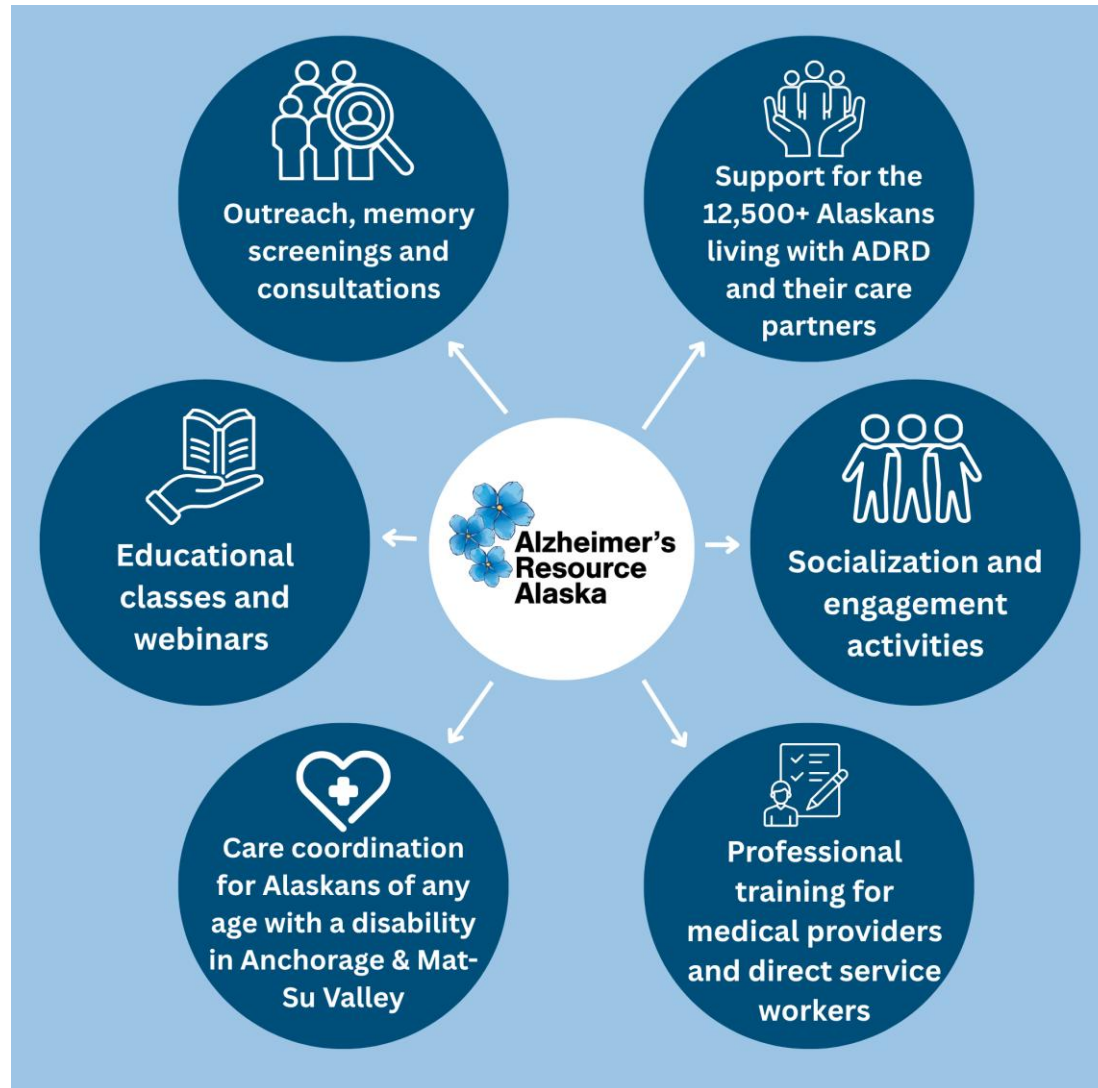 Outreach, memory
screenings and
consultations
Support for the
12,500+ Alaskans
living with ADRD
and their care
partners
Educational
classes and
webinars
Alzheimer's
Resource
Alaska
Socialization and
engagement
activities
Care coordination
for Alaskans of any
age with a disability
in Anchorage & Mat-
Su Valley
Professional
training for
medical providers
and direct service
workers